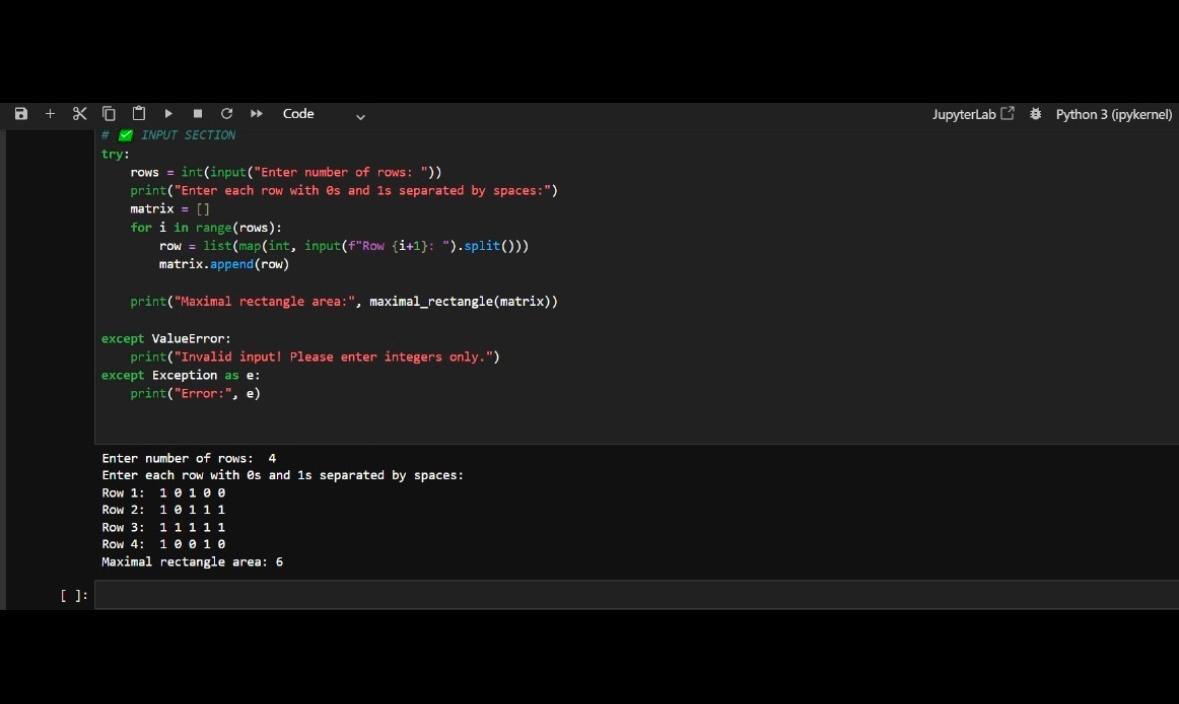 Code
JupyterLab
Python 3 (ipykernel)
# ✅ INPUT SECTION
try:
    rows = int(input("Enter number of rows: "))
    print("Enter each row with 0s and 1s separated by spaces:")
    matrix = []
    for i in range(rows):
        row = list(map(int, input(f"Row {i+1}: ").split()))
        matrix.append(row)

    print("Maximal rectangle area:", maximal_rectangle(matrix))

except ValueError:
    print("Invalid input! Please enter integers only.")
except Exception as e:
    print("Error:", e)

Enter number of rows:  4
Enter each row with 0s and 1s separated by spaces:
Row 1:  1 0 1 0 0
Row 2:  1 0 1 1 1
Row 3:  1 1 1 1 1
Row 4:  1 0 0 1 0
Maximal rectangle area: 6
[ ]: